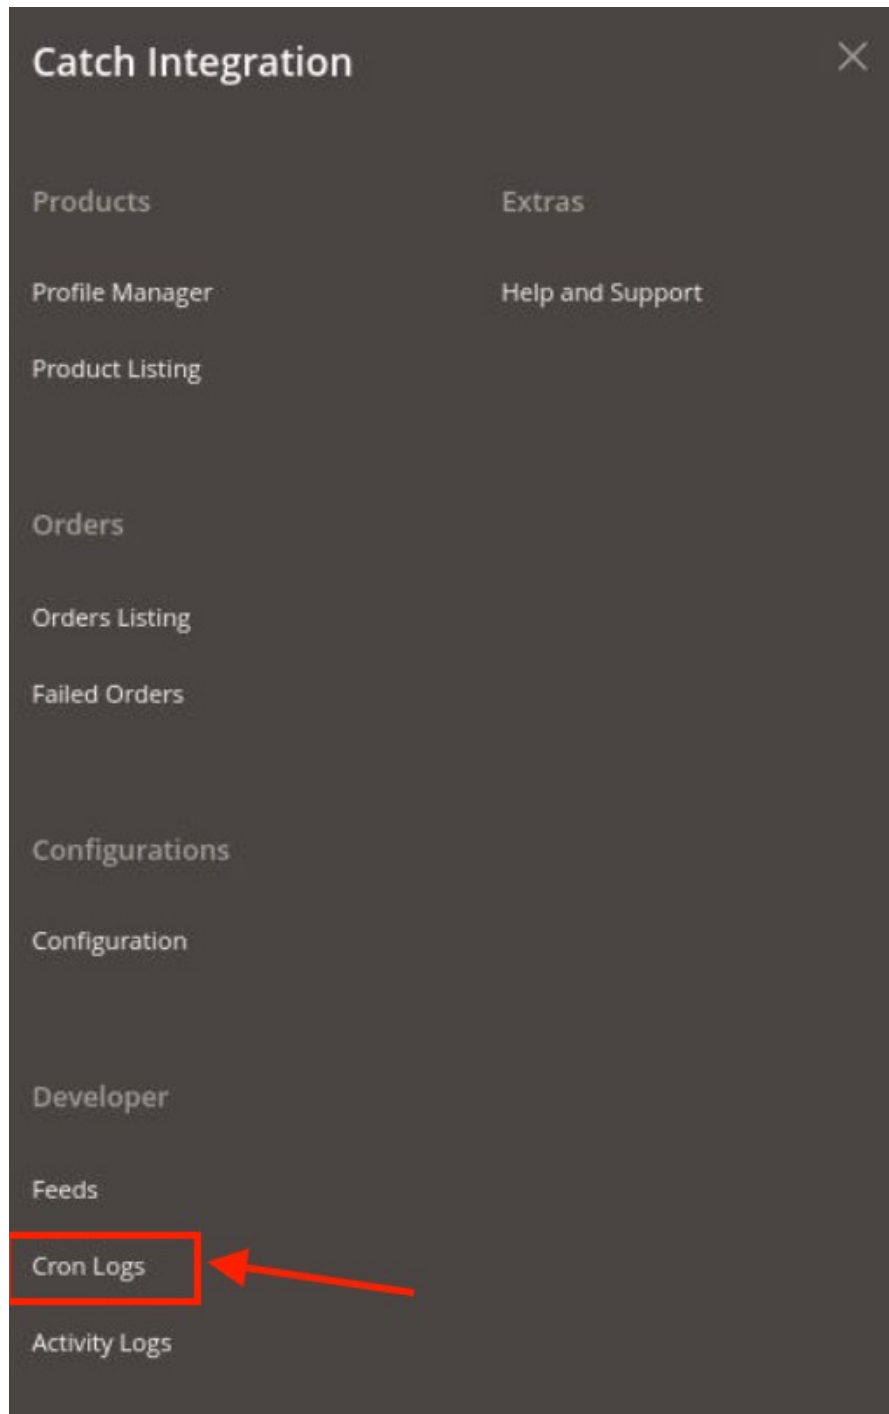 Catch Integration
Products
Profile Manager
Product Listing
Orders
Orders Listing
Failed Orders
Configurations
Configuration
Developer
Feeds
Cron Logs
Activity Logs
Extras
Help and Support